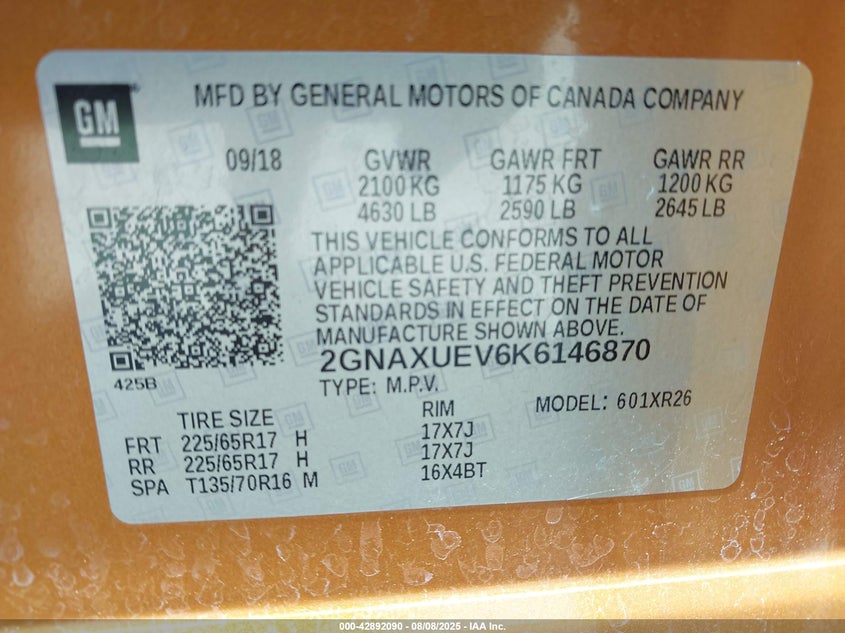 GM
MFD BY GENERAL MOTORS OF CANADA COMPANY
09/18 GVWR GAWR FRT GAWR RR
2100 KG 1175 KG 1200 KG
4630 LB 2590 LB 2645 LB
THIS VEHICLE CONFORMS TO ALL
APPLICABLE U.S. FEDERAL MOTOR
VEHICLE SAFETY AND THEFT PREVENTION
STANDARDS IN EFFECT ON THE DATE OF
MANUFACTURE SHOWN ABOVE.
2GNAXUEV6K6146870
425B
TYPE: M.P.V.
MODEL: 601XR26
TIRE SIZE RIM
FRT 225/65R17 H 17X7J
RR 225/65R17 H 17X7J
SPA T135/70R16 M 16X4BT
000-42892090 - 08/08/2025 - IAA Inc.